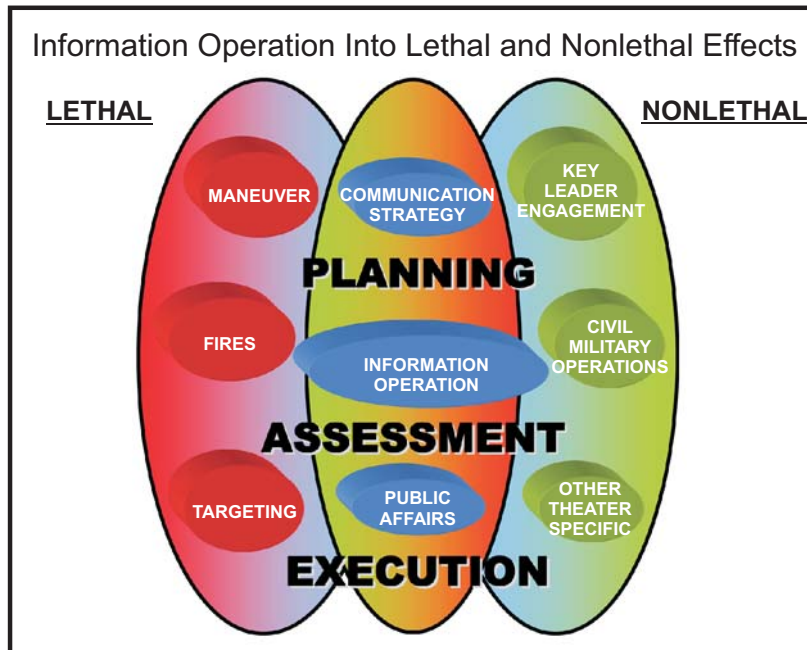 Information Operation Into Lethal and Nonlethal Effects
LETHAL
NONLETHAL
MANEUVER
COMMUNICATION
STRATEGY
KEY
LEADER
ENGAGEMENT
PLANNING
FIRES
INFORMATION
OPERATION
CIVIL
MILITARY
OPERATIONS
ASSESSMENT
TARGETING
PUBLIC
AFFAIRS
OTHER
THEATER
SPECIFIC
EXECUTION